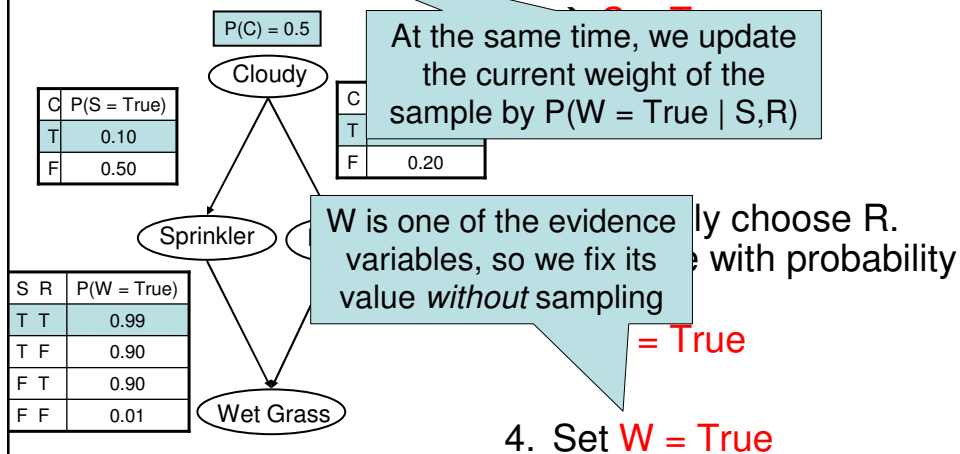 P(C) = 0.5
At the same time, we update
the current weight of the
sample by P(W = True | S,R)
Cloudy
C P(S = True)
T 0.10
F 0.50
C
T
F 0.20
Sprinkler
W is one of the evidence
variables, so we fix its
value without sampling
ly choose R.
with probability
= True
S R P(W = True)
T T 0.99
T F 0.90
F T 0.90
F F 0.01
Wet Grass
4. Set W = True